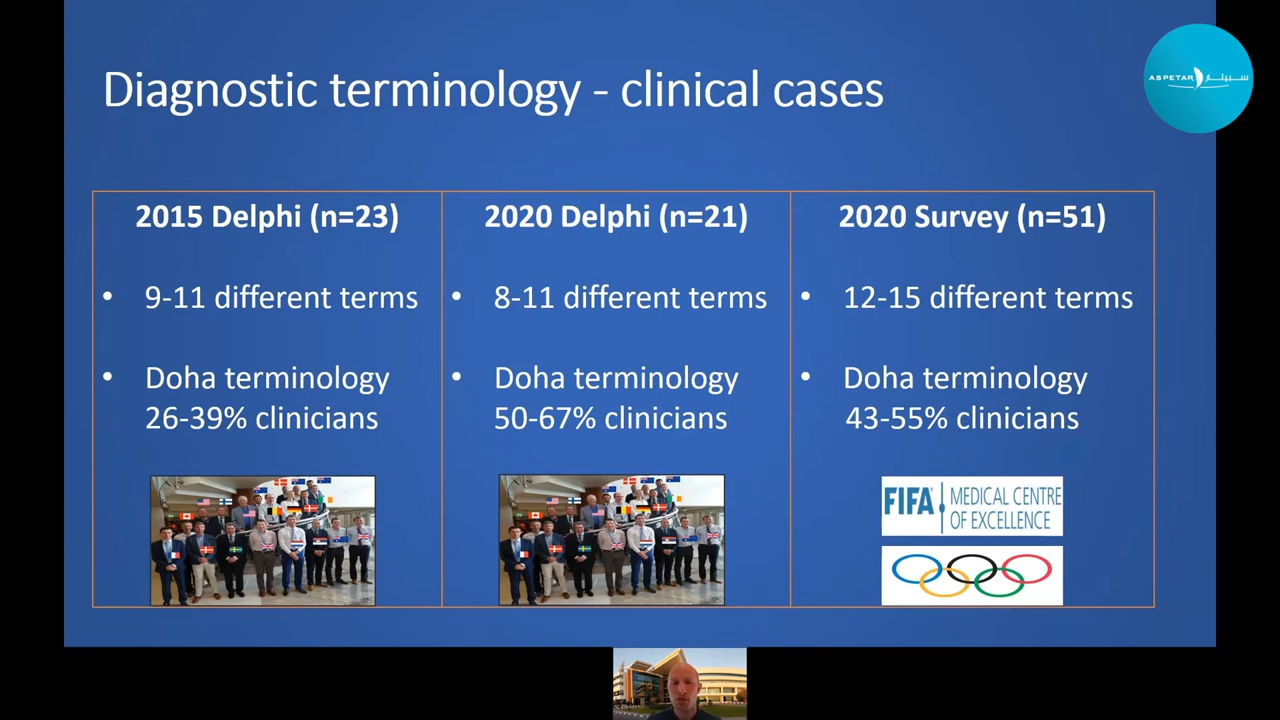 Diagnostic terminology - clinical cases
ASPETAR سبيتار
2015 Delphi (n=23)
• 9-11 different terms
• Doha terminology
26-39% clinicians
2020 Delphi (n=21)
• 8-11 different terms
• Doha terminology
50-67% clinicians
2020 Survey (n=51)
• 12-15 different terms
• Doha terminology
43-55% clinicians
FIFA MEDICAL CENTRE
OF EXCELLENCE